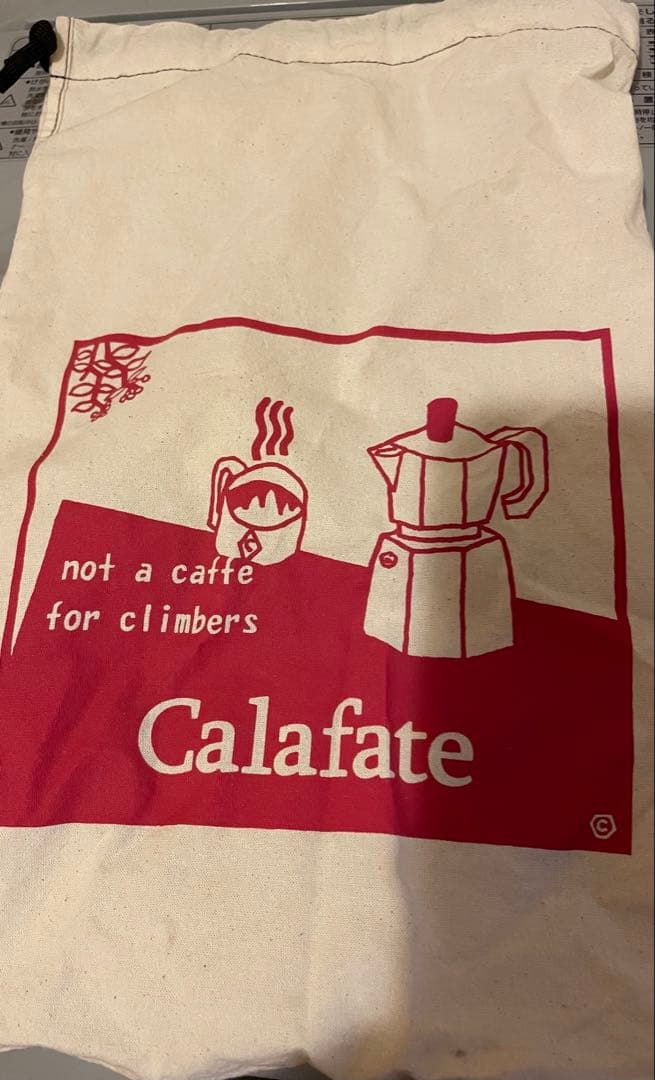 not a caffe
for climbers
Calafate
C